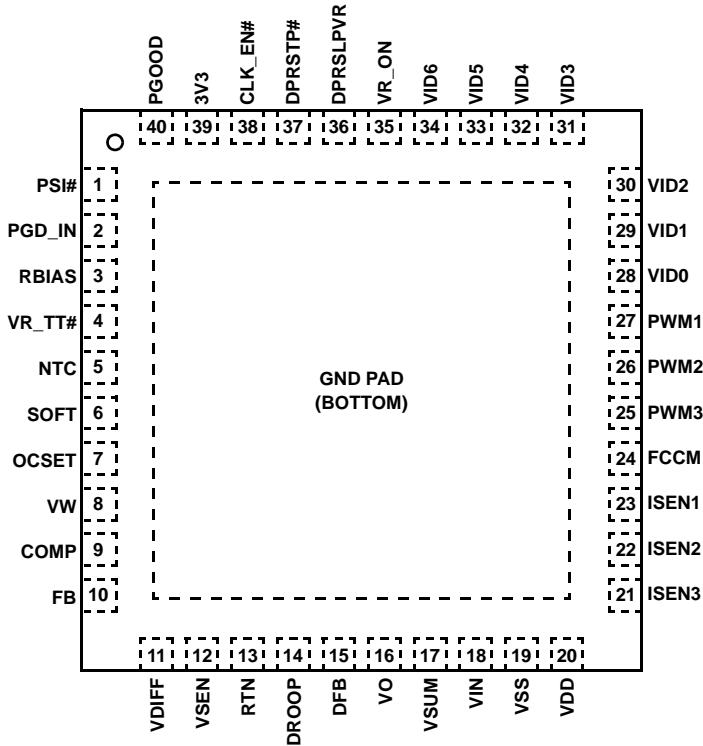 PGOOD
3V3
CLK_EN#
DPRSTP#
DPRSLPVR
VR_ON
VID6
VID5
VID4
VID3
40 39 38 37 36 35 34 33 32 31
PSI# 1
PGD_IN 2
RBIAS 3
VR_TT# 4
NTC 5
SOFT 6
OCSET 7
VW 8
COMP 9
FB 10
GND PAD
(BOTTOM)
30 VID2
29 VID1
28 VID0
27 PWM1
26 PWM2
25 PWM3
24 FCCM
23 ISEN1
22 ISEN2
21 ISEN3
11 12 13 14 15 16 17 18 19 20
VDIFF
VSEN
RTN
DROOP
DFB
VO
VSUM
VIN
VSS
VDD